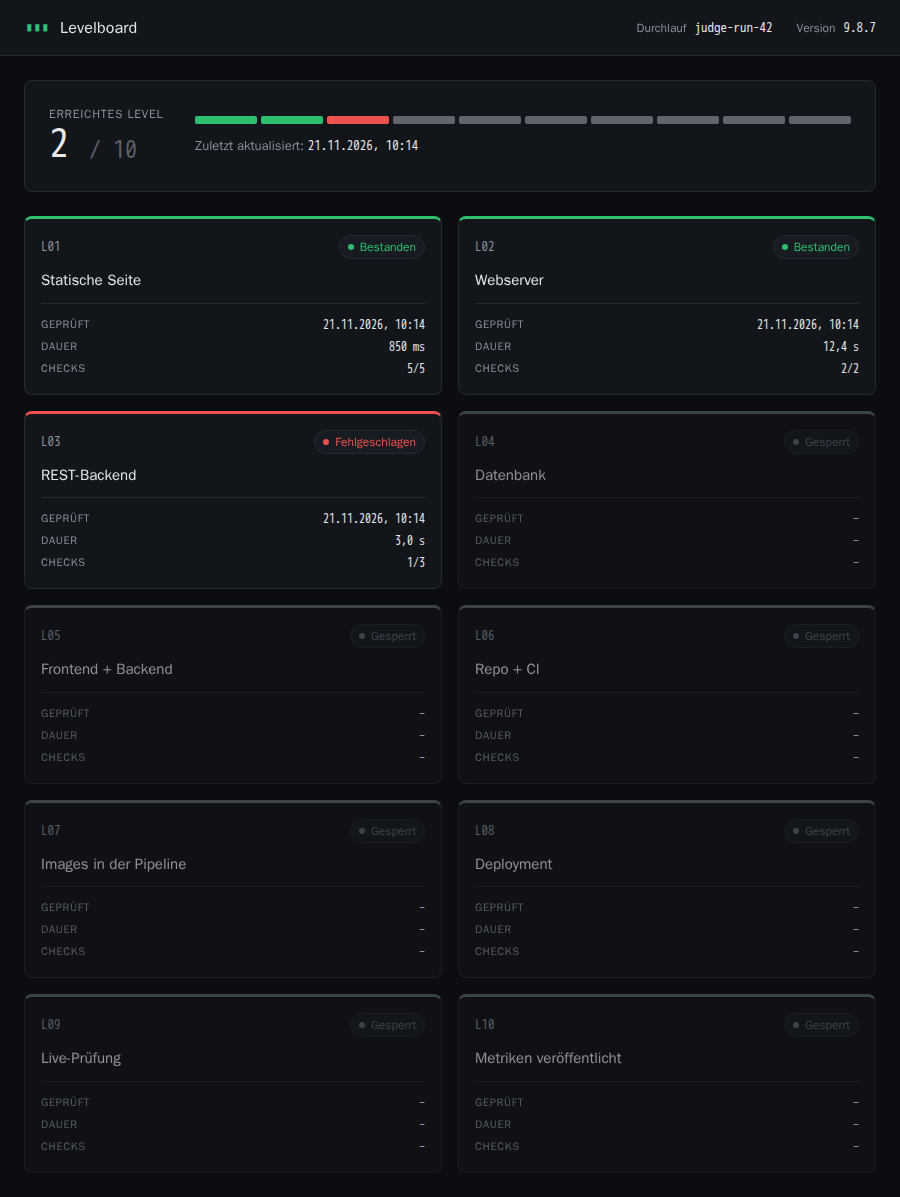 Levelboard
Durchlauf judge-run-42 Version 9.8.7
ERREICHTES LEVEL
2 / 10
Zuletzt aktualisiert: 21.11.2026, 10:14
L01 Bestanden
Statische Seite
GEPRÜFT 21.11.2026, 10:14
DAUER 850 ms
CHECKS 5/5
L02 Bestanden
Webserver
GEPRÜFT 21.11.2026, 10:14
DAUER 12,4 s
CHECKS 2/2
L03 Fehlgeschlagen
REST-Backend
GEPRÜFT 21.11.2026, 10:14
DAUER 3,0 s
CHECKS 1/3
L04 Gesperrt
Datenbank
GEPRÜFT –
DAUER –
CHECKS –
L05 Gesperrt
Frontend + Backend
GEPRÜFT –
DAUER –
CHECKS –
L06 Gesperrt
Repo + CI
GEPRÜFT –
DAUER –
CHECKS –
L07 Gesperrt
Images in der Pipeline
GEPRÜFT –
DAUER –
CHECKS –
L08 Gesperrt
Deployment
GEPRÜFT –
DAUER –
CHECKS –
L09 Gesperrt
Live-Prüfung
GEPRÜFT –
DAUER –
CHECKS –
L10 Gesperrt
Metriken veröffentlicht
GEPRÜFT –
DAUER –
CHECKS –